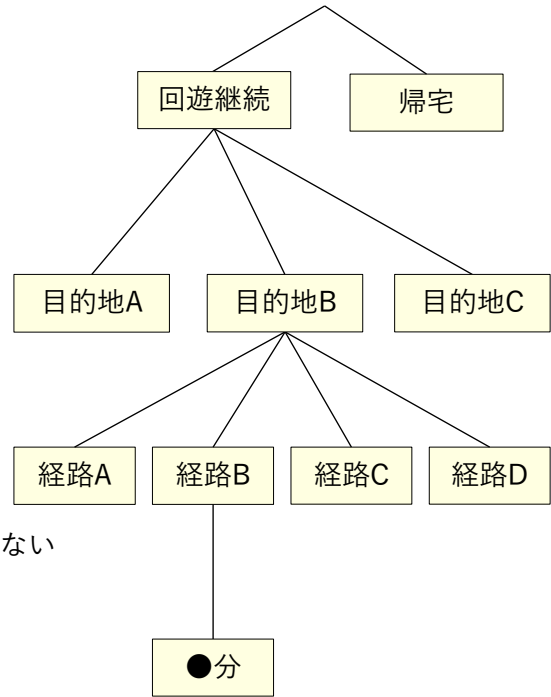 回遊継続
帰宅
目的地A
目的地B
目的地C
経路A
経路B
経路C
経路D
ない
●分